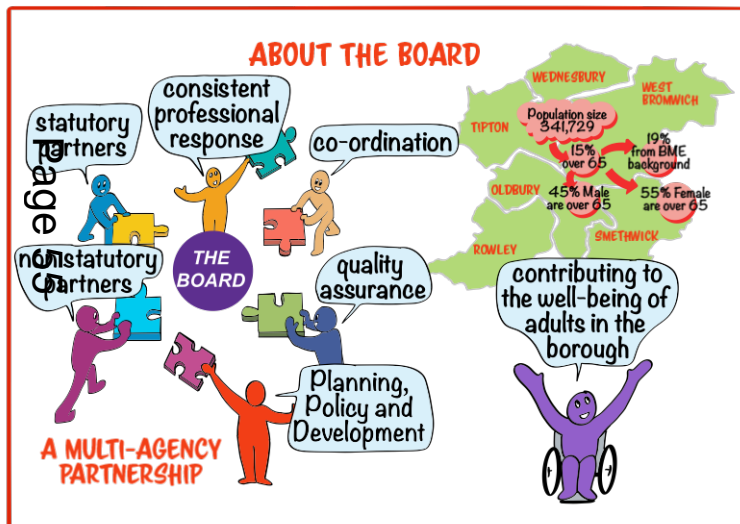 ABOUT THE BOARD
statutory
partners
consistent
professional
response
co-ordination
non statutory
partners
THE
BOARD
quality
assurance
Planning,
Policy and
Development
A MULTI-AGENCY
PARTNERSHIP
WEDNESBURY
WEST
BROMWICH
TIPTON
Population size
341,729
15%
over 65
19%
from BME
background
OLDBURY
45% Male
are over 65
55% Female
are over 65
ROWLEY
SMETHWICK
contributing to
the well-being of
adults in the
borough
Page 55